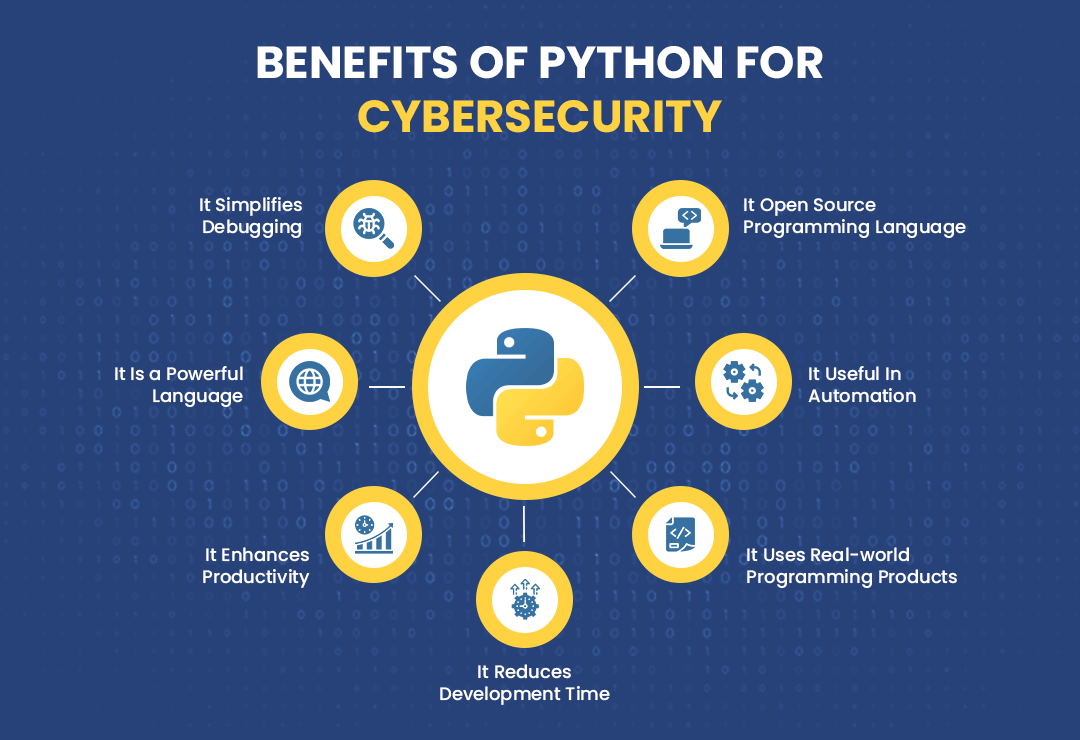 BENEFITS OF PYTHON FOR
CYBERSECURITY
It Simplifies
Debugging
It Open Source
Programming Language
It Is a Powerful
Language
It Useful In
Automation
It Enhances
Productivity
It Uses Real-world
Programming Products
It Reduces
Development Time